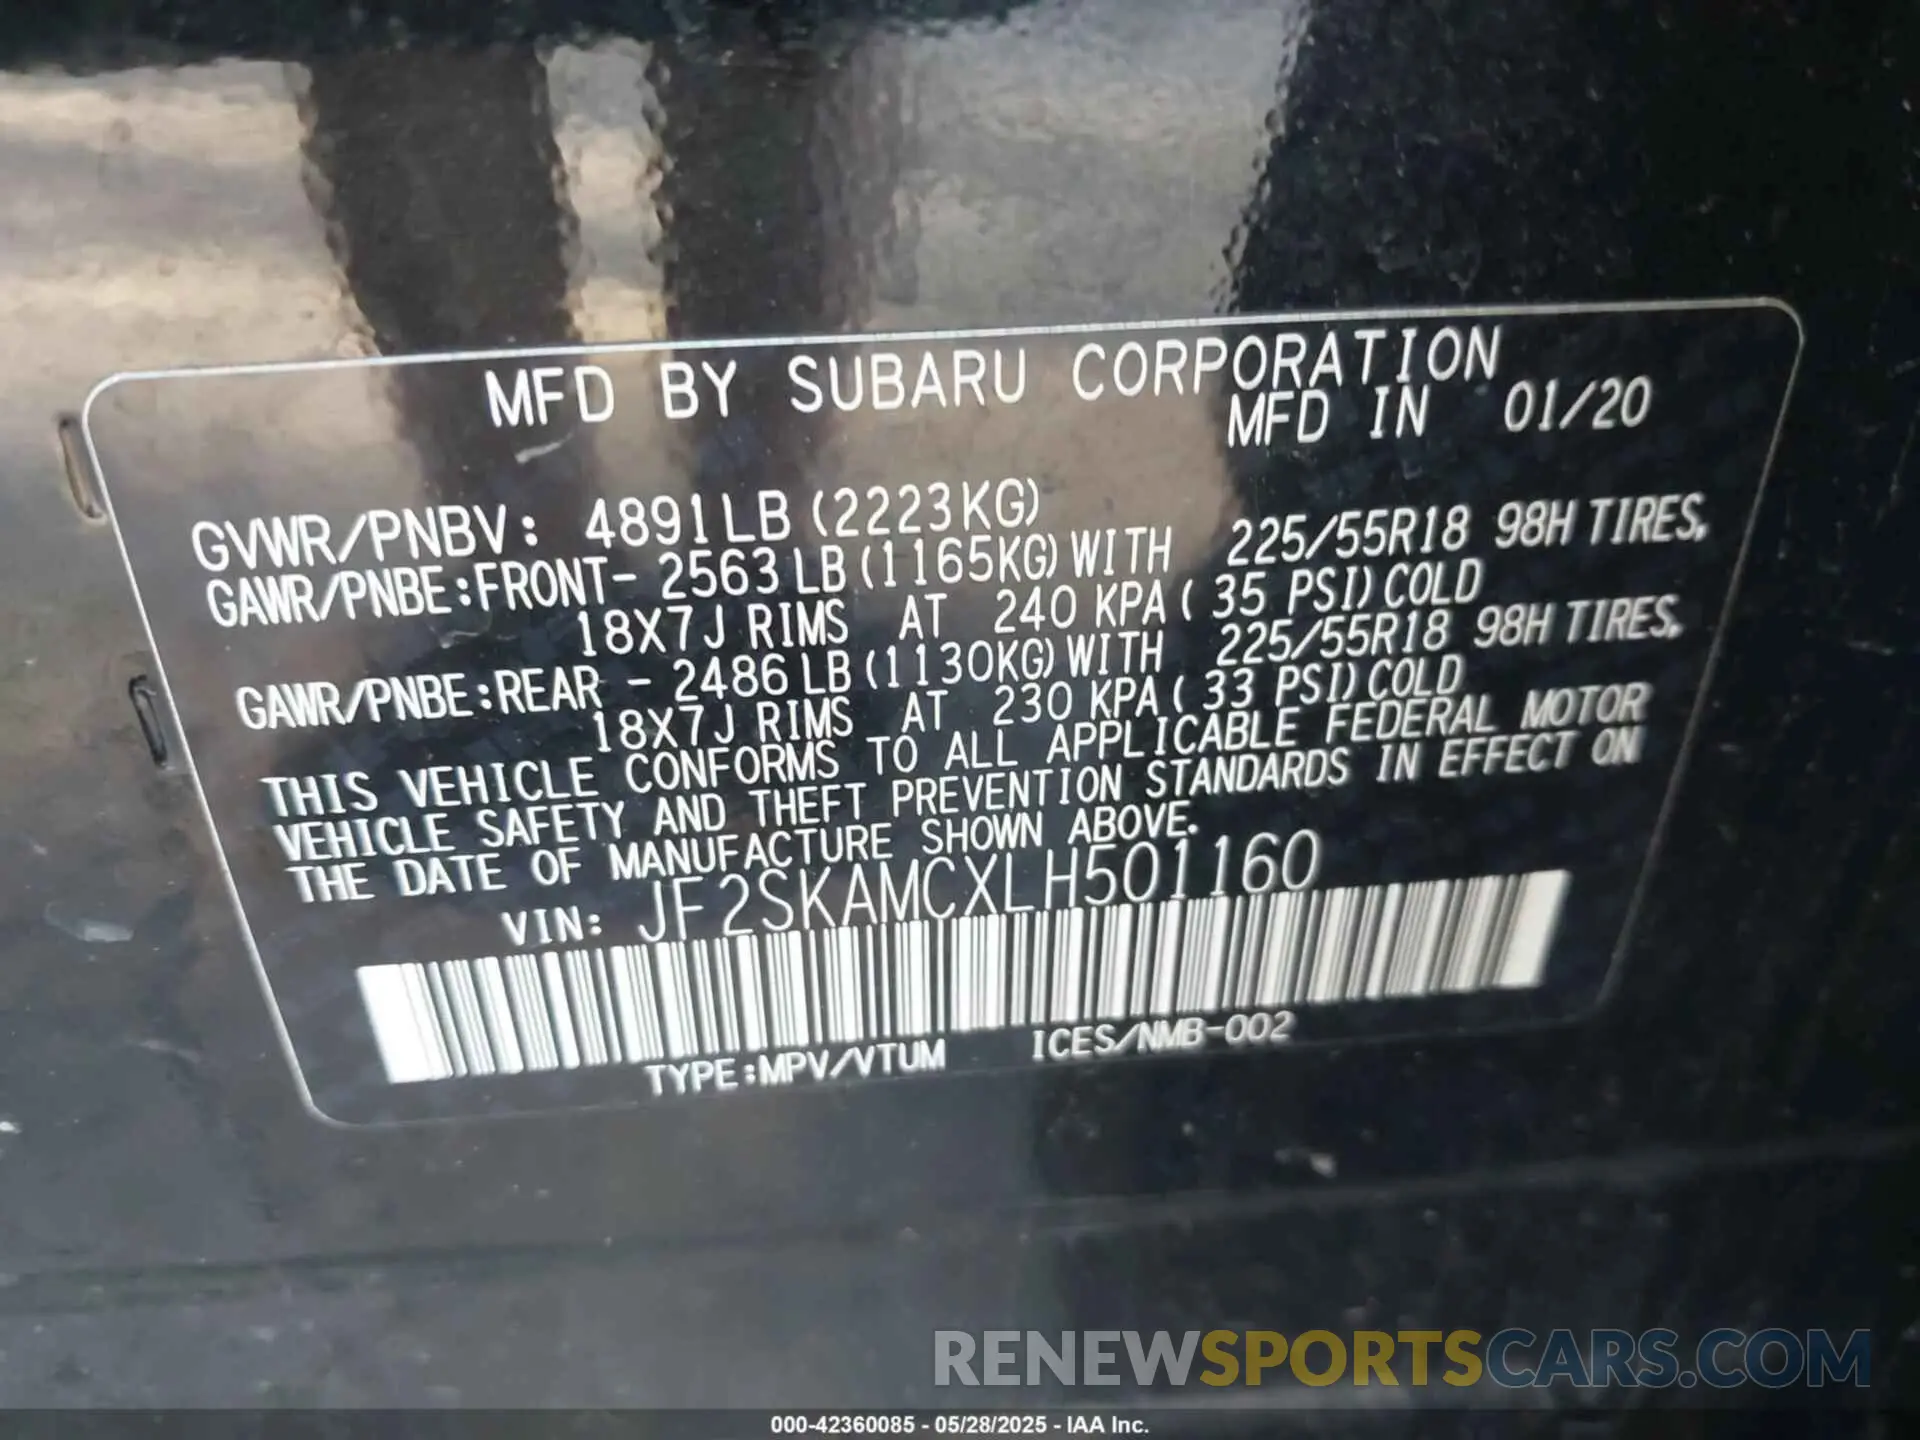 MFD BY SUBARU CORPORATION
MFD IN 01/20
GVWR/PNBV: 4891LB (2223KG)
GAWR/PNBE:FRONT- 2563 LB (1165KG) WITH 225/55R18 98H TIRES,
18X7J RIMS AT 240 KPA ( 35 PSI) COLD
GAWR/PNBE:REAR - 2486 LB (1130KG) WITH 225/55R18 98H TIRES,
18X7J RIMS AT 230 KPA ( 33 PSI) COLD
THIS VEHICLE CONFORMS TO ALL APPLICABLE FEDERAL MOTOR
VEHICLE SAFETY AND THEFT PREVENTION STANDARDS IN EFFECT ON
THE DATE OF MANUFACTURE SHOWN ABOVE.
VIN: JF2SKAMCXLH501160
TYPE:MPV/VTUM ICES/NMB-002
RENEWSPORTSCARS.COM
000-42360085 - 05/28/2025 - IAA Inc.